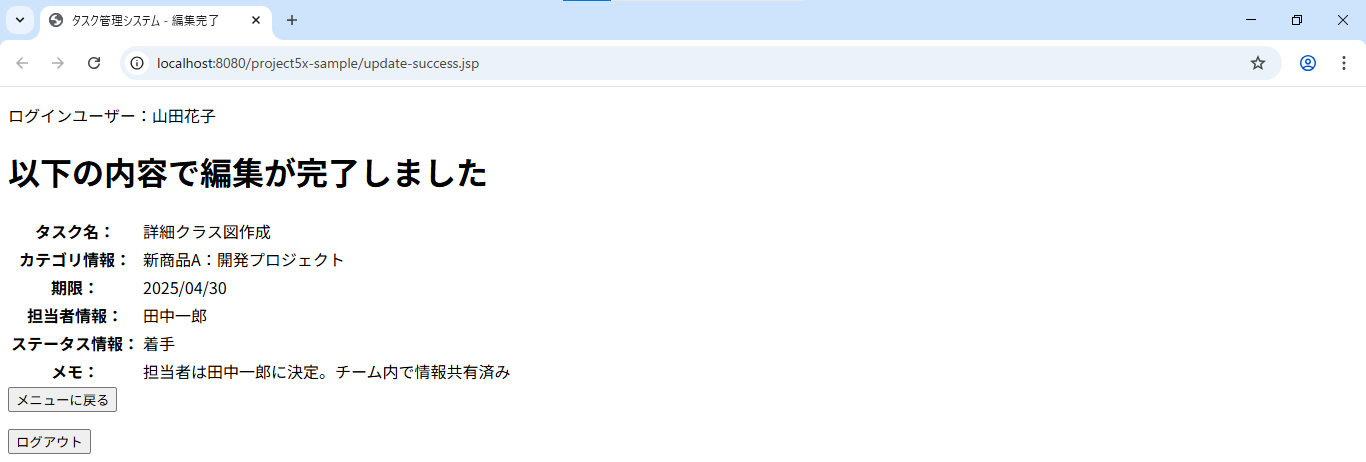 タスク管理システム - 編集完了
localhost:8080/project5x-sample/update-success.jsp
ログインユーザー：山田花子
以下の内容で編集が完了しました
タスク名： 詳細クラス図作成
カテゴリ情報： 新商品A：開発プロジェクト
期限： 2025/04/30
担当者情報： 田中一郎
ステータス情報： 着手
メモ： 担当者は田中一郎に決定。チーム内で情報共有済み
メニューに戻る
ログアウト